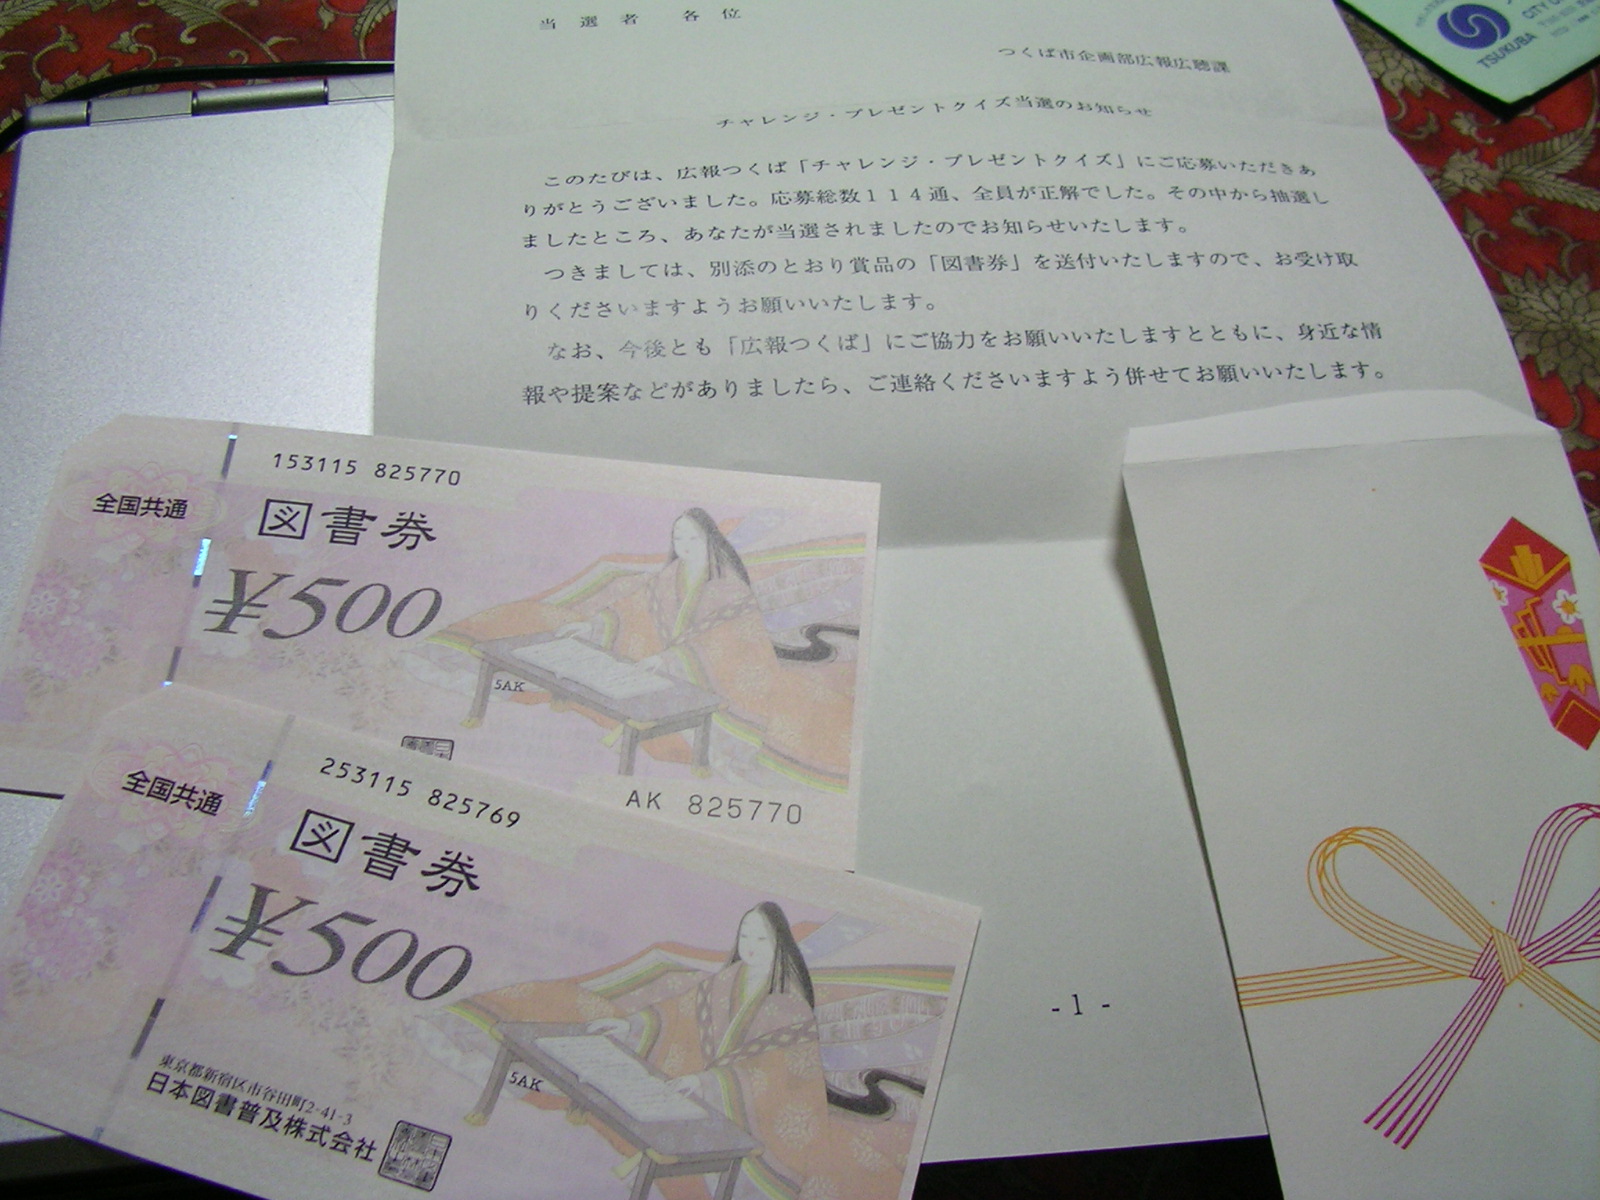 当 選 者 各 位
つくば市企画部広報広聴課
チャレンジ・プレゼントクイズ当選のお知らせ
このたびは、広報つくば「チャレンジ・プレゼントクイズ」にご応募いただきあ
りがとうございました。応募総数１１４通、全員が正解でした。その中から抽選し
ましたところ、あなたが当選されましたのでお知らせいたします。
つきましては、別添のとおり賞品の「図書券」を送付いたしますので、お受け取
りくださいますようお願いいたします。
なお、今後とも「広報つくば」にご協力をお願いいたしますとともに、身近な情
報や提案などがありましたら、ご連絡くださいますよう併せてお願いいたします。
- 1 -
TSUKUBA
153115 825770
全国共通
図書券
¥500
5AK
AK 825770
253115 825769
全国共通
図書券
¥500
5AK
東京都新宿区市谷田町2-41-3
日本図書普及株式会社